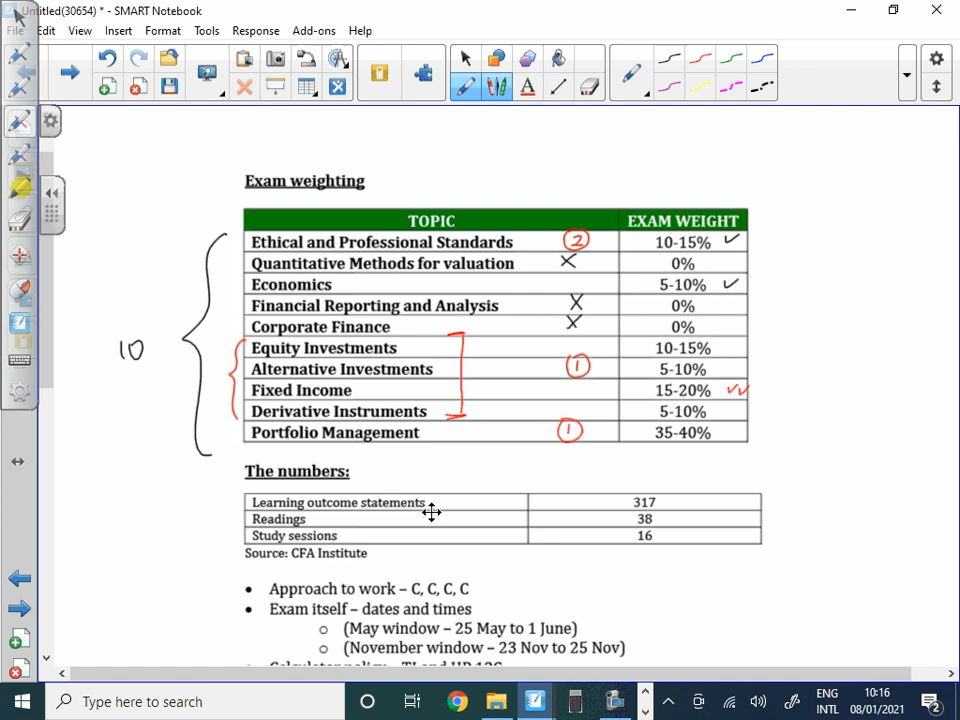 Untitled(30654) * - SMART Notebook
File Edit View Insert Format Tools Response Add-ons Help
Exam weighting
TOPIC EXAM WEIGHT
Ethical and Professional Standards 2 10-15% ✓
Quantitative Methods for valuation X 0%
Economics 5-10% ✓
Financial Reporting and Analysis X 0%
Corporate Finance X 0%
10 Equity Investments 10-15%
Alternative Investments 1 5-10%
Fixed Income 15-20% ✓✓
Derivative Instruments 5-10%
Portfolio Management 1 35-40%
The numbers:
Learning outcome statements 317
Readings 38
Study sessions 16
Source: CFA Institute
• Approach to work – C, C, C, C
• Exam itself – dates and times
o (May window – 25 May to 1 June)
o (November window – 23 Nov to 25 Nov)
Type here to search
ENG
INTL
10:16
08/01/2021
2